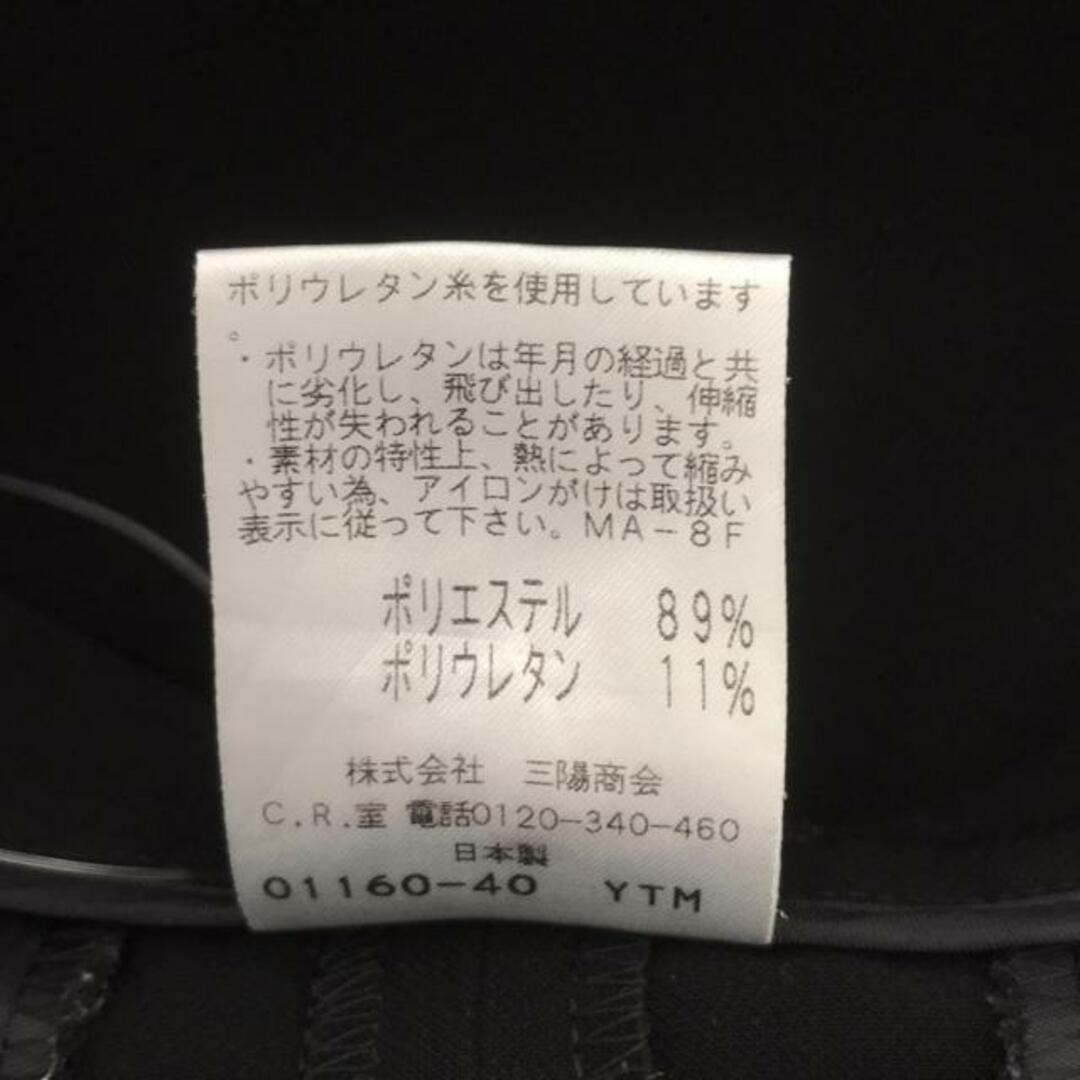 ポリウレタン糸を使用しています
。
・ポリウレタンは年月の経過と共
に劣化し、飛び出したり、伸縮
性が失われることがあります。
・素材の特性上、熱によって縮み
やすい為、アイロンがけは取扱い
表示に従って下さい。MA-8F
ポリエステル 89%
ポリウレタン 11%
株式会社 三陽商会
C.R.室 電話0120-340-460
日本製
01160-40 YTM